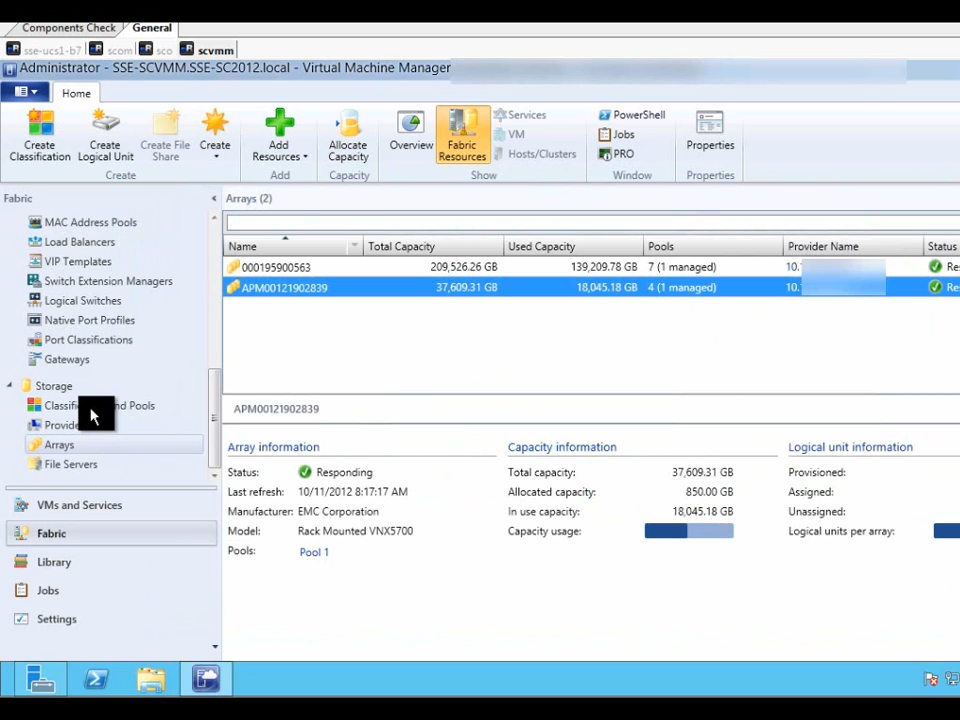 Components Check General
sse-ucs1-b7 scom sco scvmm
Administrator - SSE-SCVMM.SSE-SC2012.local - Virtual Machine Manager
Home
Create Classification
Create Logical Unit
Create File Share
Create
Add Resources
Allocate Capacity
Overview
Fabric Resources
Services
VM
Hosts/Clusters
PowerShell
Jobs
PRO
Properties
Create Add Capacity Show Window Properties
Fabric
MAC Address Pools
Load Balancers
VIP Templates
Switch Extension Managers
Logical Switches
Native Port Profiles
Port Classifications
Gateways
Storage
Pools
Arrays
File Servers
VMs and Services
Fabric
Library
Jobs
Settings
Arrays (2)
Name Total Capacity Used Capacity Pools Provider Name Status
000195900563 209,526.26 GB 139,209.78 GB 7 (1 managed) 10.
APM00121902839 37,609.31 GB 18,045.18 GB 4 (1 managed) 10.
APM00121902839
Array information
Status: Responding
Last refresh: 10/11/2012 8:17:17 AM
Manufacturer: EMC Corporation
Model: Rack Mounted VNX5700
Pools: Pool 1
Capacity information
Total capacity: 37,609.31 GB
Allocated capacity: 850.00 GB
In use capacity: 18,045.18 GB
Capacity usage:
Logical unit information
Provisioned:
Assigned:
Unassigned:
Logical units per array: